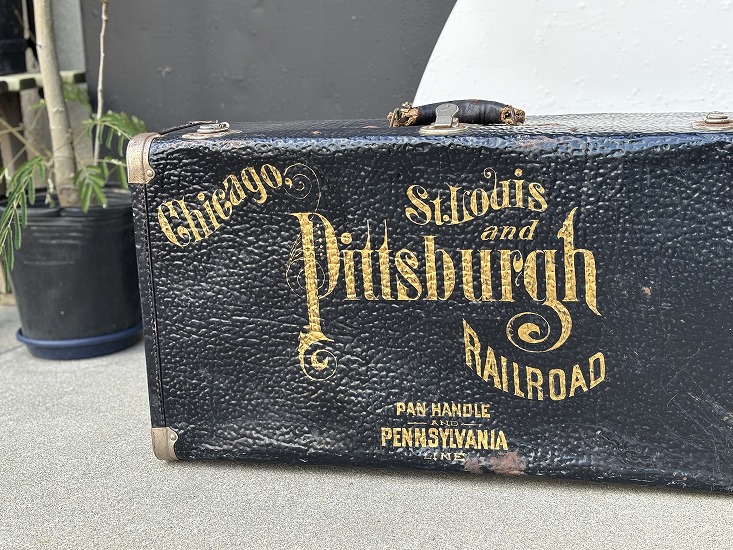 Chicago,
St. Louis
and
Pittsburgh
RAILROAD
PAN HANDLE
AND
PENNSYLVANIA
LINE